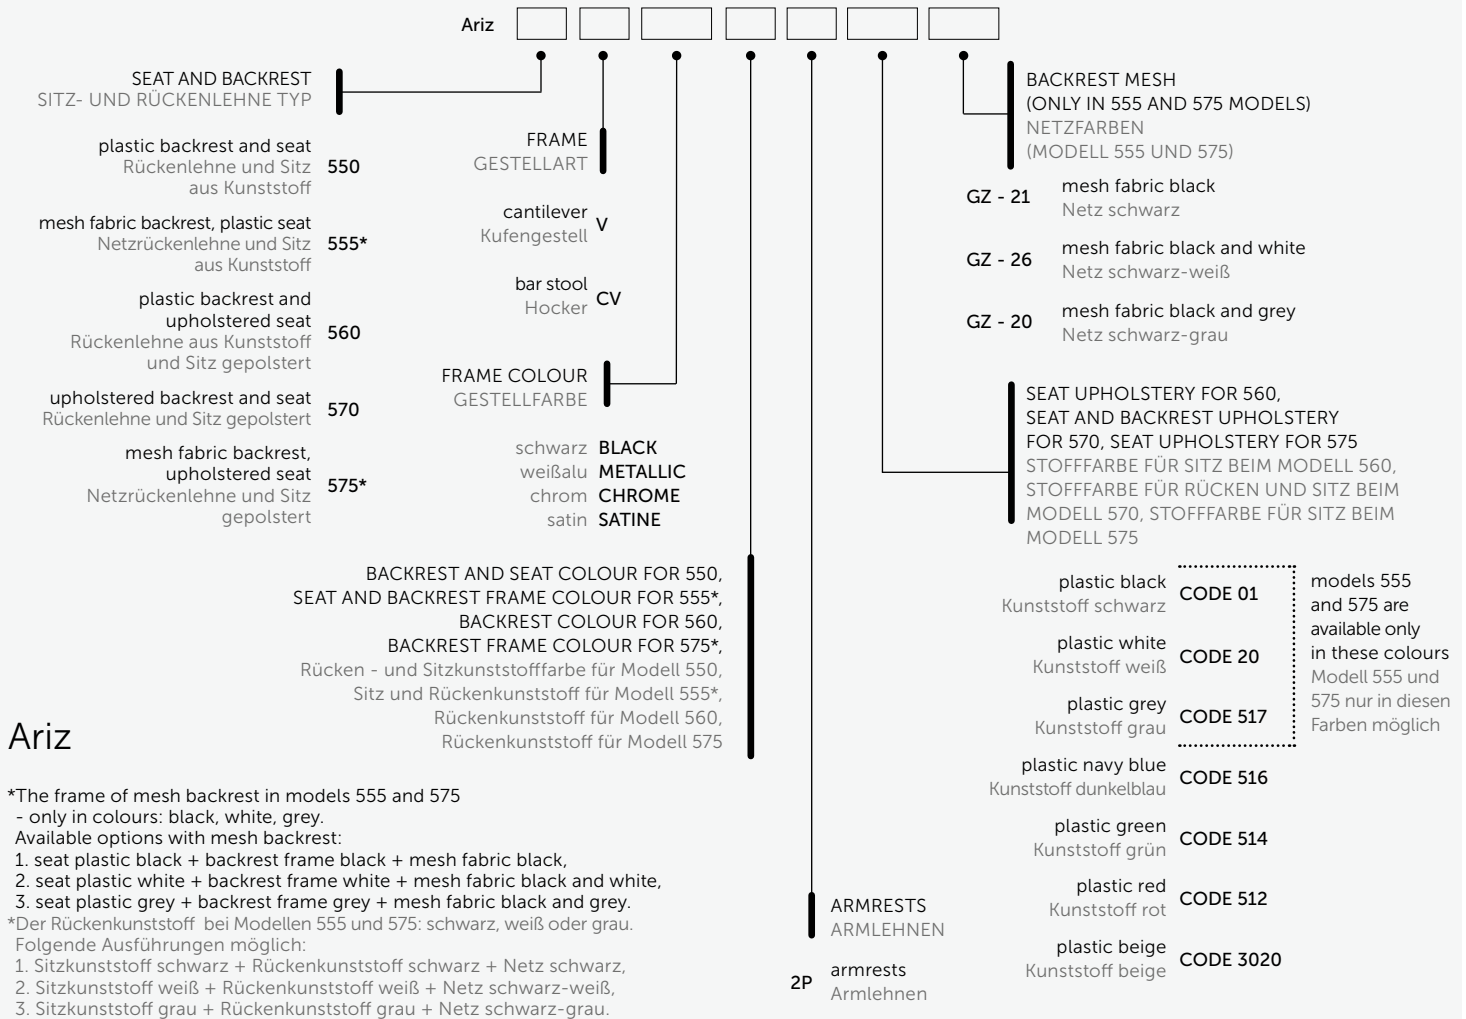 Ariz
SEAT AND BACKREST
SITZ- UND RÜCKENLEHNE TYP
plastic backrest and seat
Rückenlehne und Sitz
aus Kunststoff
550
mesh fabric backrest, plastic seat
Netzrückenlehne und Sitz
aus Kunststoff
555*
plastic backrest and
upholstered seat
Rückenlehne aus Kunststoff
und Sitz gepolstert
560
upholstered backrest and seat
Rückenlehne und Sitz gepolstert
570
mesh fabric backrest,
upholstered seat
Netzrückenlehne und Sitz
gepolstert
575*
FRAME
GESTELLART
cantilever
Kufengestell
V
bar stool
Hocker
CV
FRAME COLOUR
GESTELLFARBE
schwarz BLACK
weißalu METALLIC
chrom CHROME
satin SATINE
BACKREST AND SEAT COLOUR FOR 550,
SEAT AND BACKREST FRAME COLOUR FOR 555*,
BACKREST COLOUR FOR 560,
BACKREST FRAME COLOUR FOR 575*,
Rücken - und Sitzkunststofffarbe für Modell 550,
Sitz und Rückenkunststoff für Modell 555*,
Rückenkunststoff für Modell 560,
Rückenkunststoff für Modell 575
ARMRESTS
ARMLEHNEN
2P
armrests
Armlehnen
BACKREST MESH
(ONLY IN 555 AND 575 MODELS)
NETZFARBEN
(MODELL 555 UND 575)
GZ - 21
mesh fabric black
Netz schwarz
GZ - 26
mesh fabric black and white
Netz schwarz-weiß
GZ - 20
mesh fabric black and grey
Netz schwarz-grau
SEAT UPHOLSTERY FOR 560,
SEAT AND BACKREST UPHOLSTERY
FOR 570, SEAT UPHOLSTERY FOR 575
STOFFFARBE FÜR SITZ BEIM MODELL 560,
STOFFFARBE FÜR RÜCKEN UND SITZ BEIM
MODELL 570, STOFFFARBE FÜR SITZ BEIM
MODELL 575
plastic black
Kunststoff schwarz
CODE 01
plastic white
Kunststoff weiß
CODE 20
plastic grey
Kunststoff grau
CODE 517
models 555
and 575 are
available only
in these colours
Modell 555 und
575 nur in diesen
Farben möglich
plastic navy blue
Kunststoff dunkelblau
CODE 516
plastic green
Kunststoff grün
CODE 514
plastic red
Kunststoff rot
CODE 512
plastic beige
Kunststoff beige
CODE 3020
Ariz
*The frame of mesh backrest in models 555 and 575
- only in colours: black, white, grey.
Available options with mesh backrest:
1. seat plastic black + backrest frame black + mesh fabric black,
2. seat plastic white + backrest frame white + mesh fabric black and white,
3. seat plastic grey + backrest frame grey + mesh fabric black and grey.
*Der Rückenkunststoff bei Modellen 555 und 575: schwarz, weiß oder grau.
Folgende Ausführungen möglich:
1. Sitzkunststoff schwarz + Rückenkunststoff schwarz + Netz schwarz,
2. Sitzkunststoff weiß + Rückenkunststoff weiß + Netz schwarz-weiß,
3. Sitzkunststoff grau + Rückenkunststoff grau + Netz schwarz-grau.